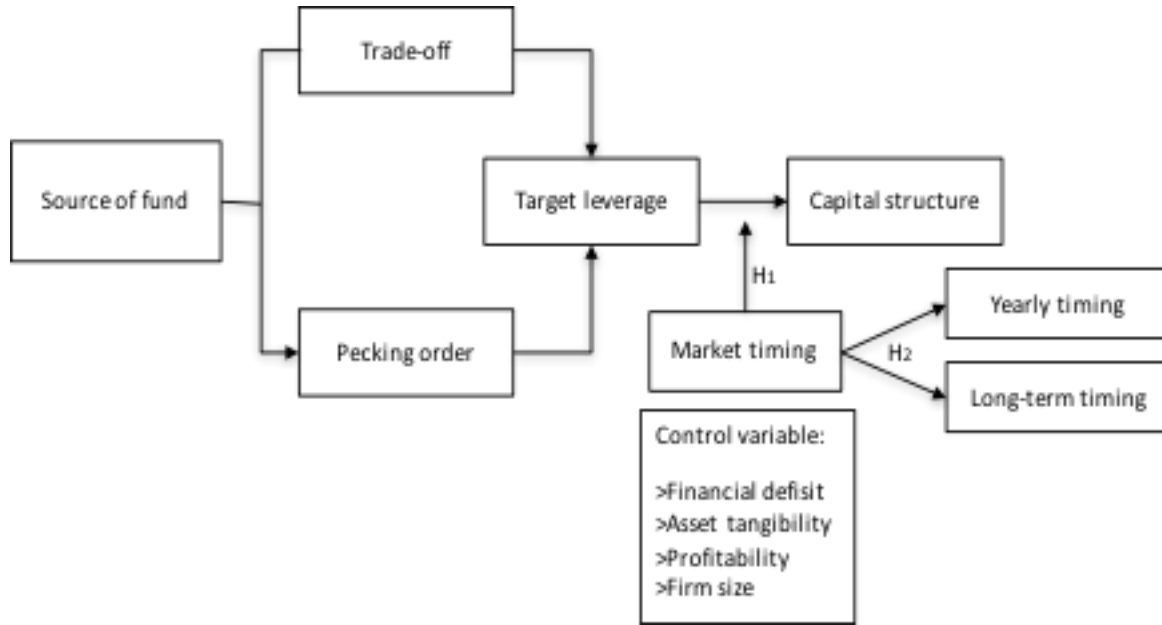 Trade-off
Source of fund
Target leverage
Capital structure
H1
Yearly timing
Pecking order
Market timing
H2
Long-term timing
Control variable:
>Financial defisit
>Asset tangibility
>Profitability
>Firm size